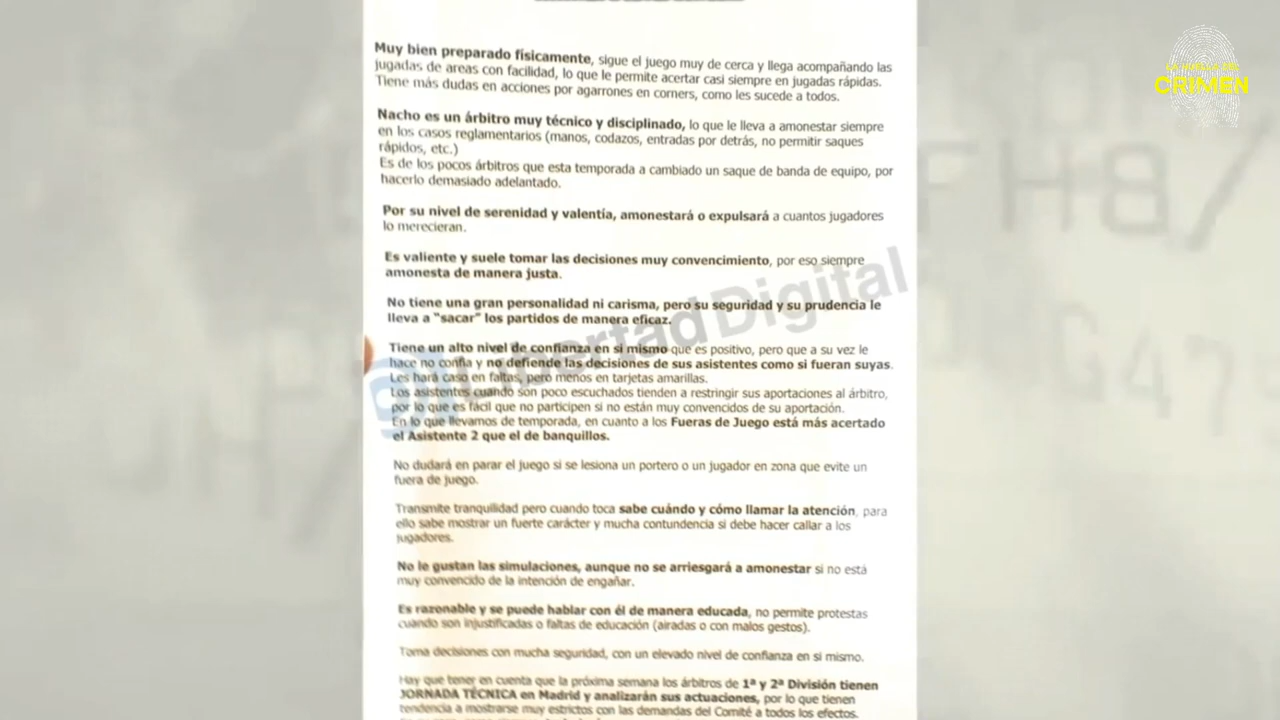 LA HUELLA DEL
CRIMEN
Muy bien preparado físicamente, sigue el juego muy de cerca y llega acompañando las
jugadas de areas con facilidad, lo que le permite acertar casi siempre en jugadas rápidas.
Tiene más dudas en acciones por agarrones en corners, como les sucede a todos.
Nacho es un árbitro muy técnico y disciplinado, lo que le lleva a amonestar siempre
en los casos reglamentarios (manos, codazos, entradas por detrás, no permitir saques
rápidos, etc.)
Es de los pocos árbitros que esta temporada a cambiado un saque de banda de equipo, por
hacerlo demasiado adelantado.
Por su nivel de serenidad y valentía, amonestará o expulsará a cuantos jugadores
lo merecieran.
Es valiente y suele tomar las decisiones muy convencimiento, por eso siempre
amonesta de manera justa.
No tiene una gran personalidad ni carisma, pero su seguridad y su prudencia le
lleva a "sacar" los partidos de manera eficaz.
Tiene un alto nivel de confianza en si mismo que es positivo, pero que a su vez le
hace no confia y no defiende las decisiones de sus asistentes como si fueran suyas.
Les hará caso en faltas, pero menos en tarjetas amarillas.
Los asistentes cuando son poco escuchados tienden a restringir sus aportaciones al árbitro,
por lo que es fácil que no participen si no están muy convencidos de su aportación.
En lo que llevamos de temporada, en cuanto a los Fueras de Juego está más acertado
el Asistente 2 que el de banquillos.
No dudará en parar el juego si se lesiona un portero o un jugador en zona que evite un
fuera de juego.
Transmite tranquilidad pero cuando toca sabe cuándo y cómo llamar la atención, para
ello sabe mostrar un fuerte carácter y mucha contundencia si debe hacer callar a los
jugadores.
No le gustan las simulaciones, aunque no se arriesgará a amonestar si no está
muy convencido de la intención de engañar.
Es razonable y se puede hablar con él de manera educada, no permite protestas
cuando son injustificadas o faltas de educación (airadas o con malos gestos).
Toma decisiones con mucha seguridad, con un elevado nivel de confianza en si mismo.
Hay que tener en cuenta que la próxima semana los árbitros de 1ª y 2ª División tienen
JORNADA TÉCNICA en Madrid y analizarán sus actuaciones, por lo que tienen
tendencia a mostrarse muy estrictos con las demandas del Comité a todos los efectos.
Libertad Digital